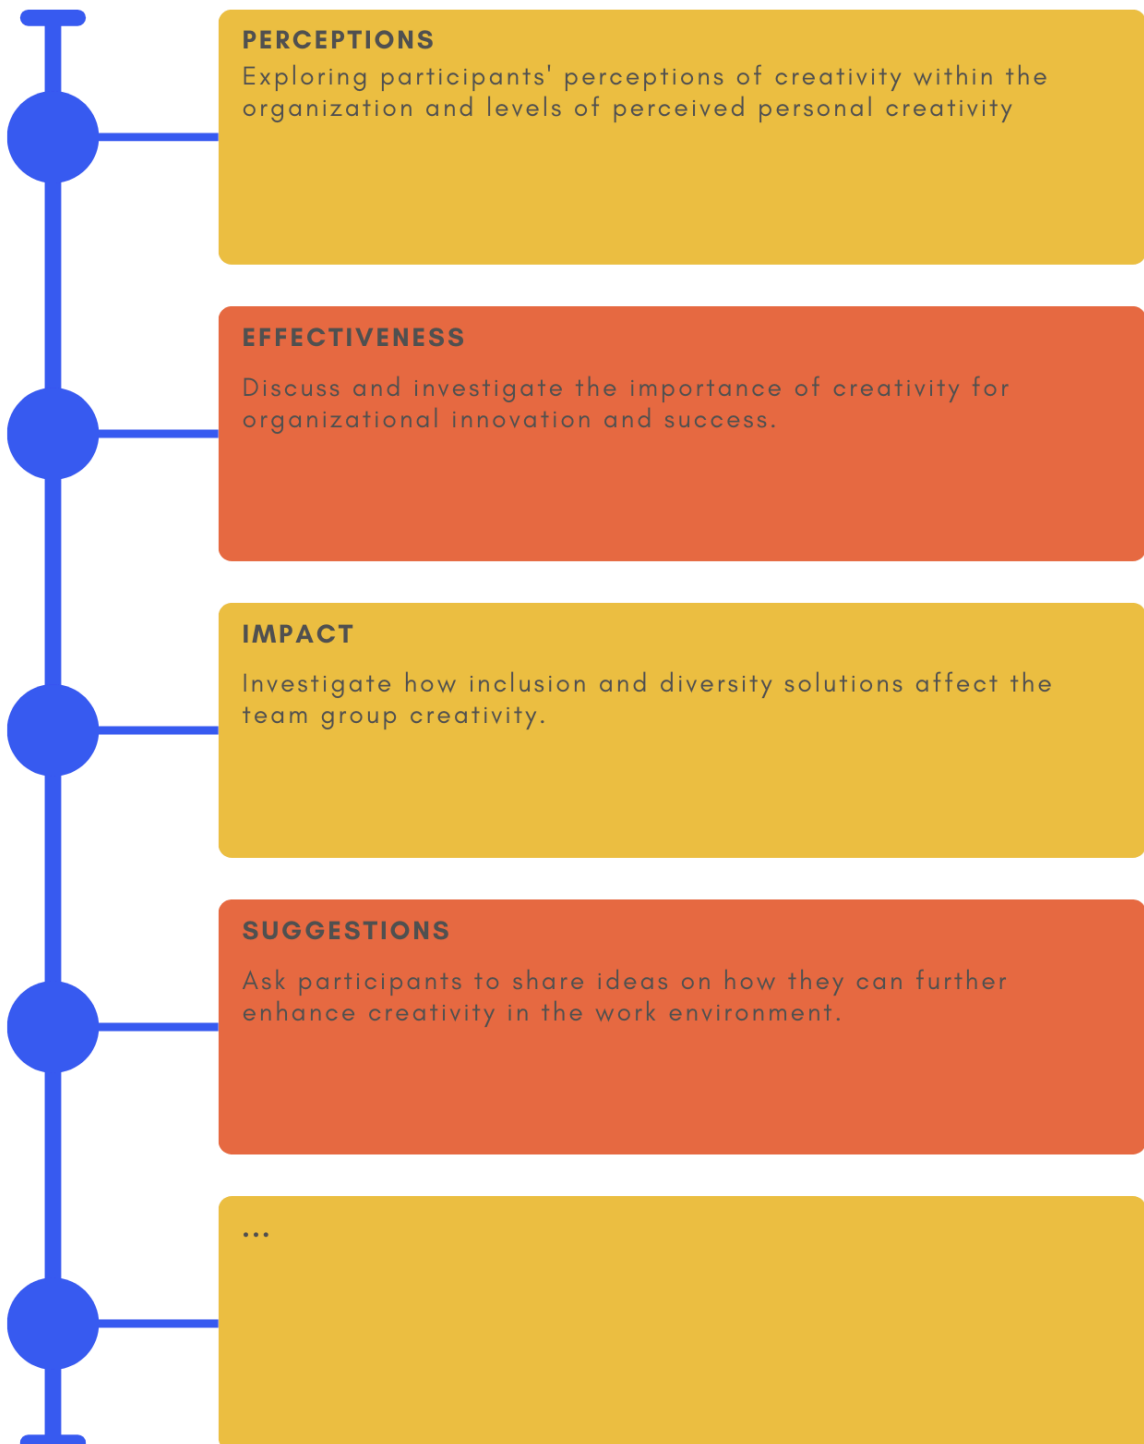 PERCEPTIONS
Exploring participants' perceptions of creativity within the
organization and levels of perceived personal creativity
EFFECTIVENESS
Discuss and investigate the importance of creativity for
organizational innovation and success.
IMPACT
Investigate how inclusion and diversity solutions affect the
team group creativity.
SUGGESTIONS
Ask participants to share ideas on how they can further
enhance creativity in the work environment.
...